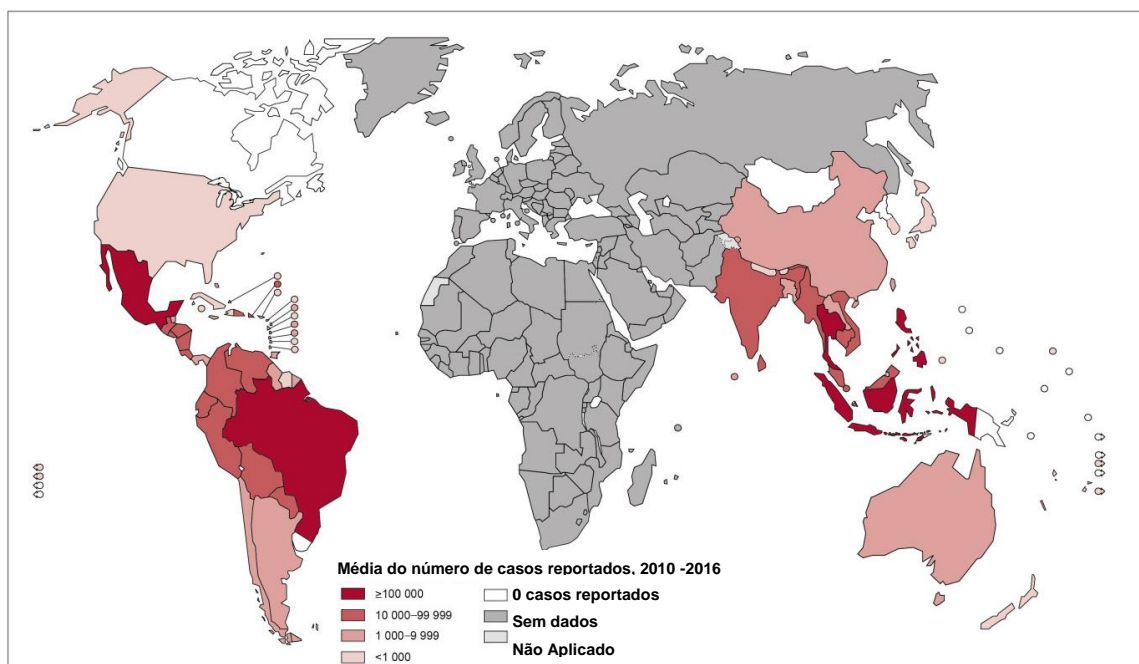 Média do número de casos reportados, 2010 -2016
≥100 000
10 000–99 999
1 000–9 999
<1 000
0 casos reportados
Sem dados
Não Aplicado